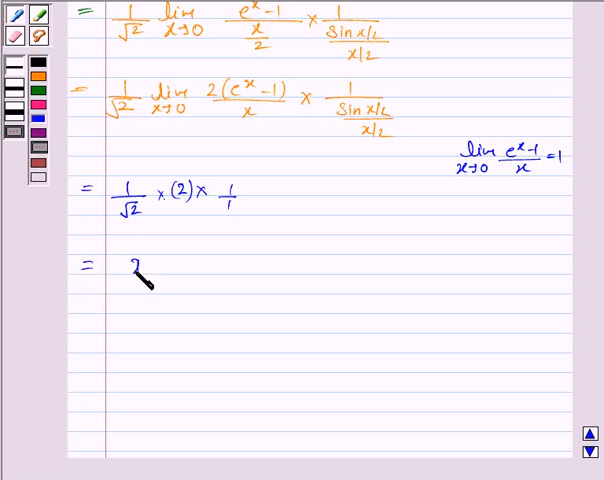 = 1/√2 lim x→0 (e^x - 1)/(x/2) × 1/((Sin x/2)/(x/2))
= 1/√2 lim x→0 2(e^x - 1)/x × 1/((Sin x/2)/(x/2))
lim x→0 (e^x - 1)/x = 1
= 1/√2 × (2) × 1/1
= 2